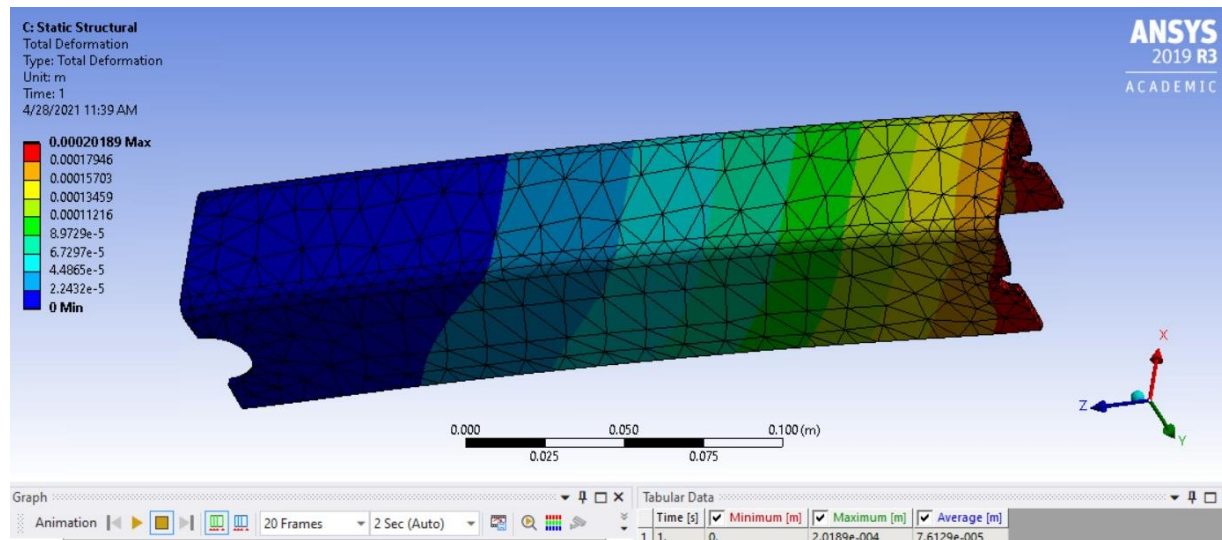 C: Static Structural
Total Deformation
Type: Total Deformation
Unit: m
Time: 1
4/28/2021 11:39 AM
0.00020189 Max
0.00017946
0.00015703
0.00013459
0.00011216
8.9729e-5
6.7297e-5
4.4865e-5
2.2432e-5
0 Min
ANSYS
2019 R3
ACADEMIC
X
Z
Y
0.000 0.050 0.100 (m)
0.025 0.075
Graph
Animation 20 Frames 2 Sec (Auto)
Tabular Data
Time [s] Minimum [m] Maximum [m] Average [m]
1 1. 0. 2.0189e-004 7.6129e-005